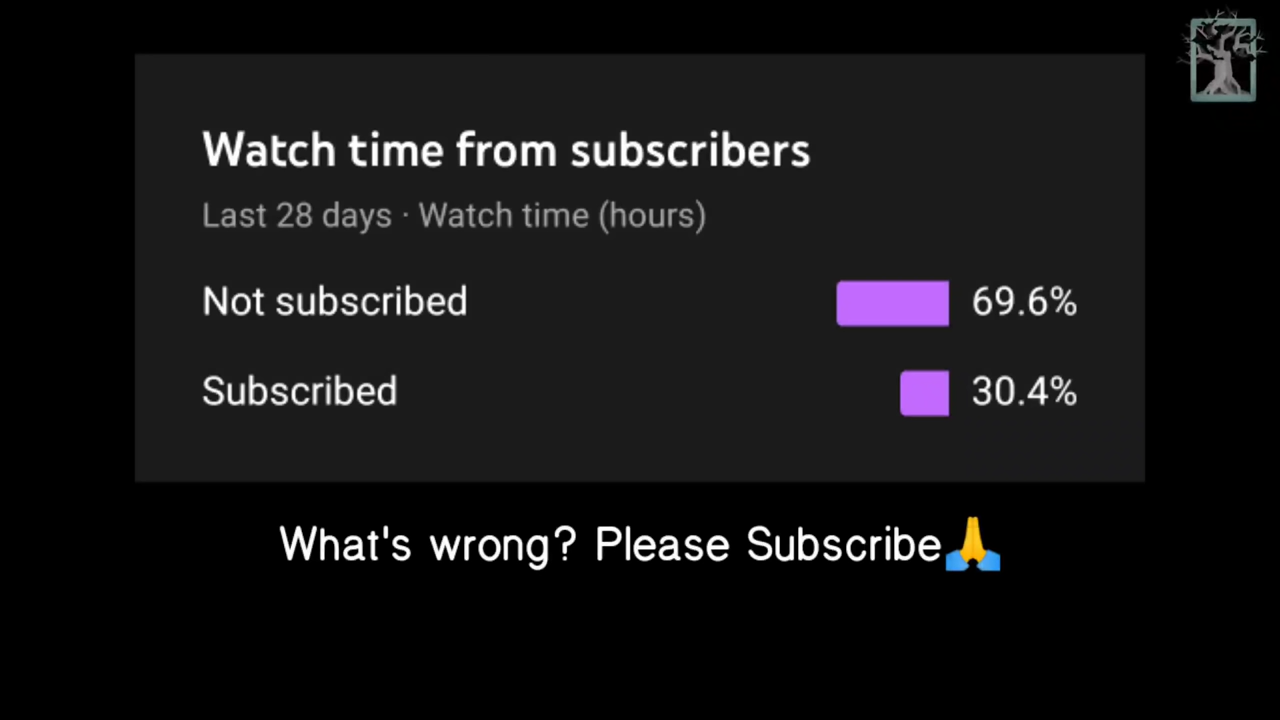 Watch time from subscribers
Last 28 days · Watch time (hours)
Not subscribed 69.6%
Subscribed 30.4%
What's wrong? Please Subscribe🙏